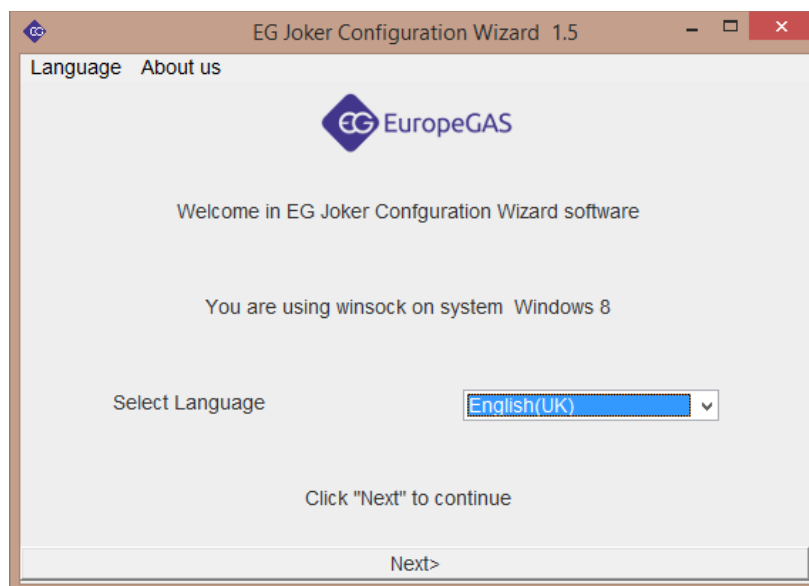 EG Joker Configuration Wizard 1.5
Language About us
EG EuropeGAS
Welcome in EG Joker Confguration Wizard software
You are using winsock on system Windows 8
Select Language English(UK)
Click "Next" to continue
Next>